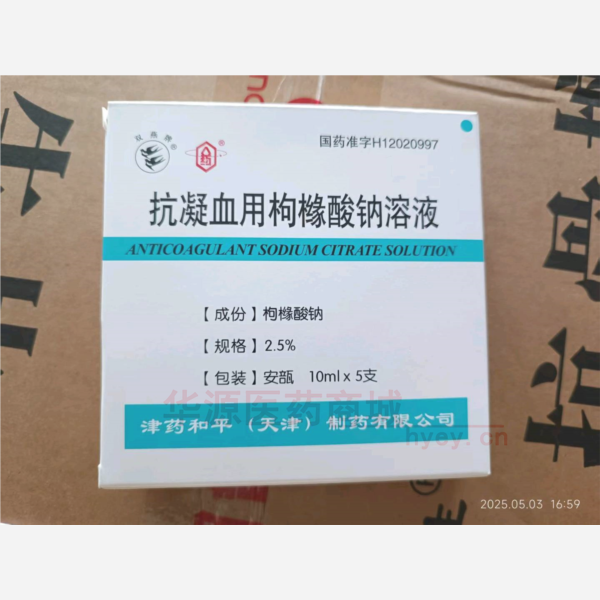 双燕牌®
®
国药准字H12020997
抗凝血用枸橼酸钠溶液
ANTICOAGULANT SODIUM CITRATE SOLUTION
【成份】枸橼酸钠
【规格】2.5%
【包装】安瓿 10ml x 5支
华源医药商城
津药和平（天津）制药有限公司
hyey.cn
2025.05.03 16:59